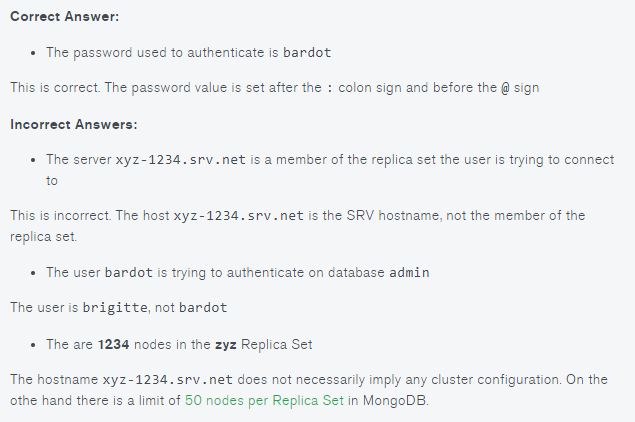 Correct Answer:
• The password used to authenticate is bardot
This is correct. The password value is set after the : colon sign and before the @ sign
Incorrect Answers:
• The server xyz-1234.srv.net is a member of the replica set the user is trying to connect
to
This is incorrect. The host xyz-1234.srv.net is the SRV hostname, not the member of the
replica set.
• The user bardot is trying to authenticate on database admin
The user is brigitte, not bardot
• The are 1234 nodes in the zyz Replica Set
The hostname xyz-1234.srv.net does not necessarily imply any cluster configuration. On the
othe hand there is a limit of 50 nodes per Replica Set in MongoDB.